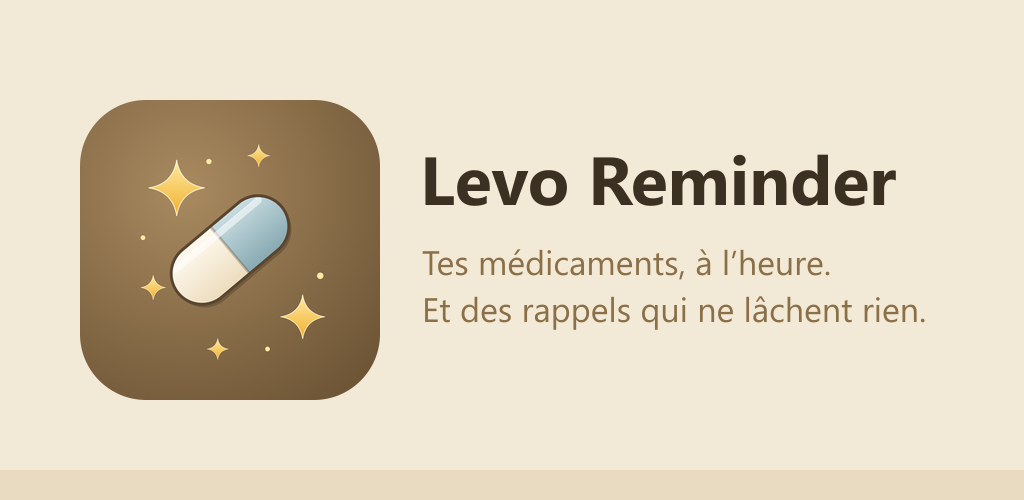 Levo Reminder
Tes médicaments, à l’heure.
Et des rappels qui ne lâchent rien.